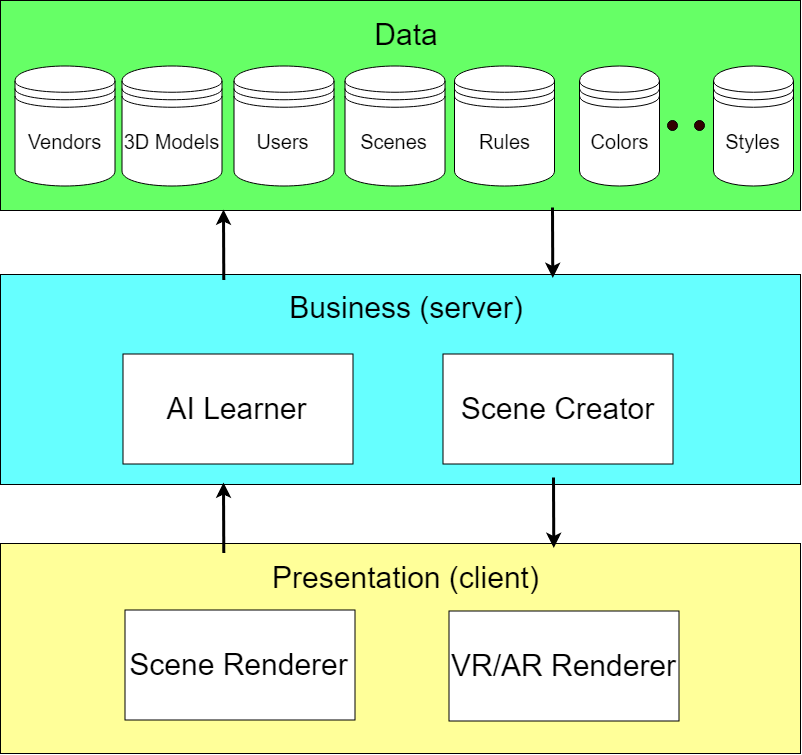 Data
Vendors
3D Models
Users
Scenes
Rules
Colors
Styles
Business (server)
AI Learner
Scene Creator
Presentation (client)
Scene Renderer
VR/AR Renderer